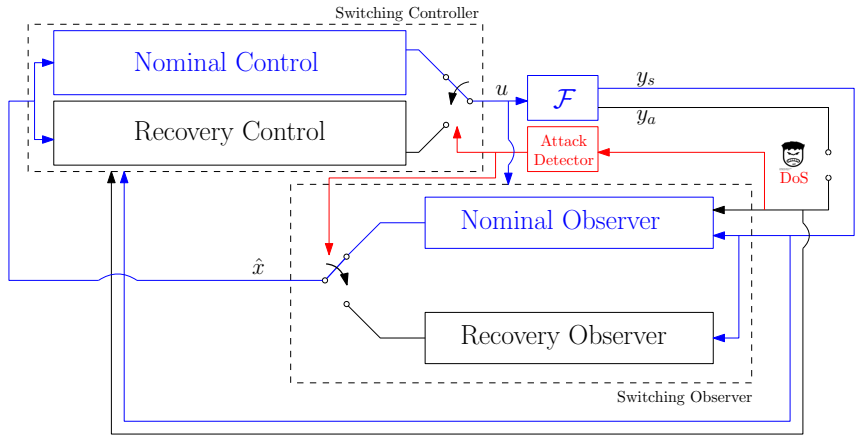 Switching Controller
Nominal Control
Recovery Control
u
𝓕
y_s
y_a
Attack
Detector
DoS
Nominal Observer
x̂
Recovery Observer
Switching Observer